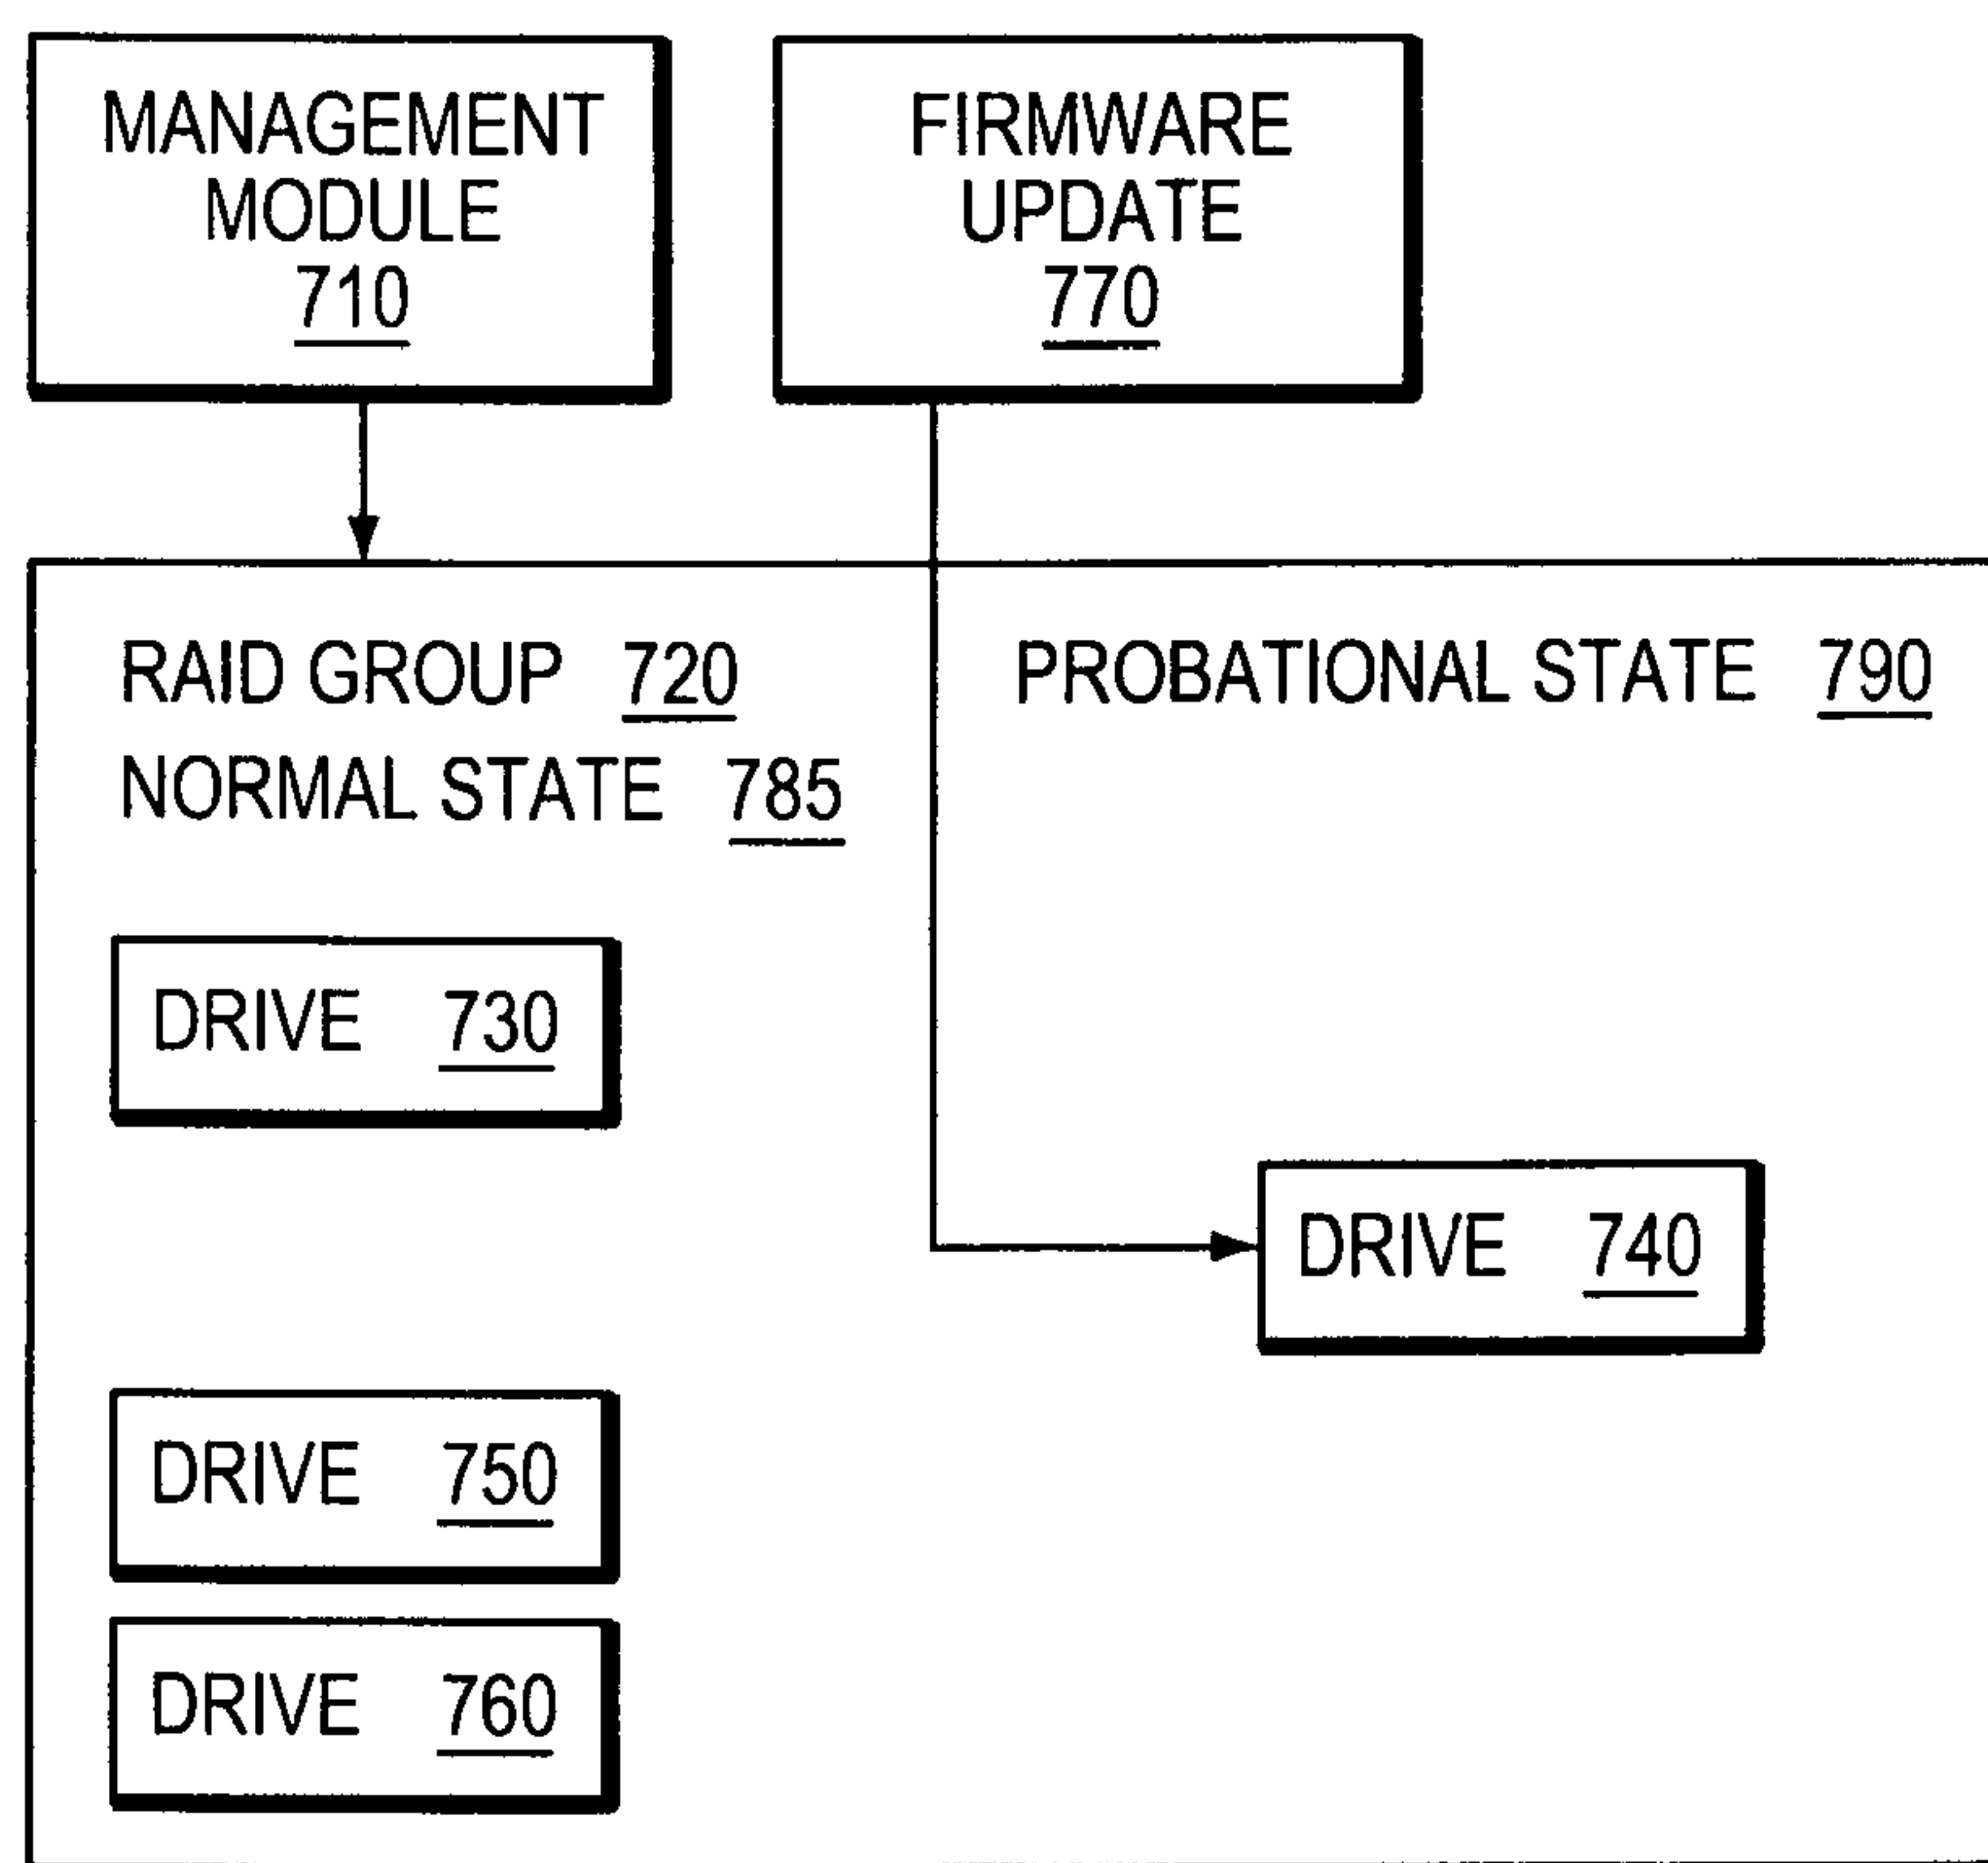 MANAGEMENT
MODULE
710
FIRMWARE
UPDATE
770
RAID GROUP 720
NORMAL STATE 785
PROBATIONAL STATE 790
DRIVE 730
DRIVE 740
DRIVE 750
DRIVE 760